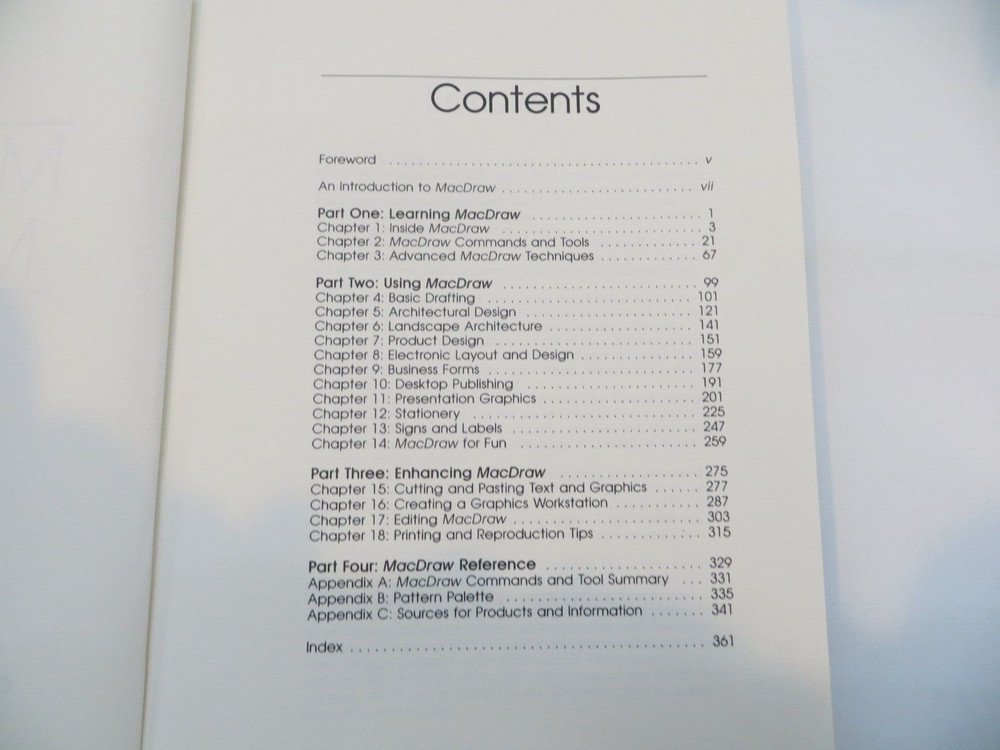 Contents
Foreword ........................................ v
An Introduction to MacDraw ........................ vii
Part One: Learning MacDraw ...................... 1
Chapter 1: Inside MacDraw ......................... 3
Chapter 2: MacDraw Commands and Tools ............. 21
Chapter 3: Advanced MacDraw Techniques ............. 67
Part Two: Using MacDraw ......................... 99
Chapter 4: Basic Drafting .......................... 101
Chapter 5: Architectural Design ...................... 121
Chapter 6: Landscape Architecture .................. 141
Chapter 7: Product Design ......................... 151
Chapter 8: Electronic Layout and Design .............. 159
Chapter 9: Business Forms .......................... 177
Chapter 10: Desktop Publishing ..................... 191
Chapter 11: Presentation Graphics ................... 201
Chapter 12: Stationery ............................ 225
Chapter 13: Signs and Labels ....................... 247
Chapter 14: MacDraw for Fun ...................... 259
Part Three: Enhancing MacDraw ................. 275
Chapter 15: Cutting and Pasting Text and Graphics ...... 277
Chapter 16: Creating a Graphics Workstation ........... 287
Chapter 17: Editing MacDraw ....................... 303
Chapter 18: Printing and Reproduction Tips ............. 315
Part Four: MacDraw Reference ................... 329
Appendix A: MacDraw Commands and Tool Summary ... 331
Appendix B: Pattern Palette ......................... 335
Appendix C: Sources for Products and Information ....... 341
Index ........................................... 361